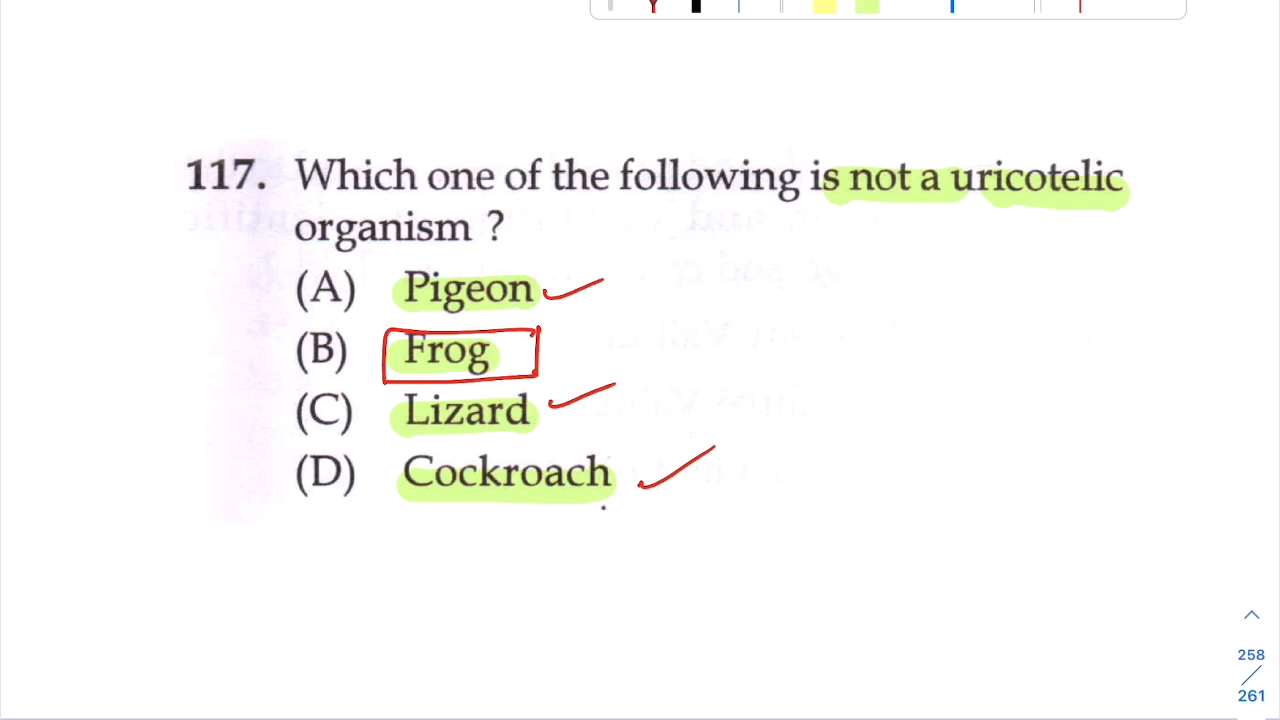 117. Which one of the following is not a uricotelic
organism ?
(A) Pigeon
(B) Frog
(C) Lizard
(D) Cockroach
258
261